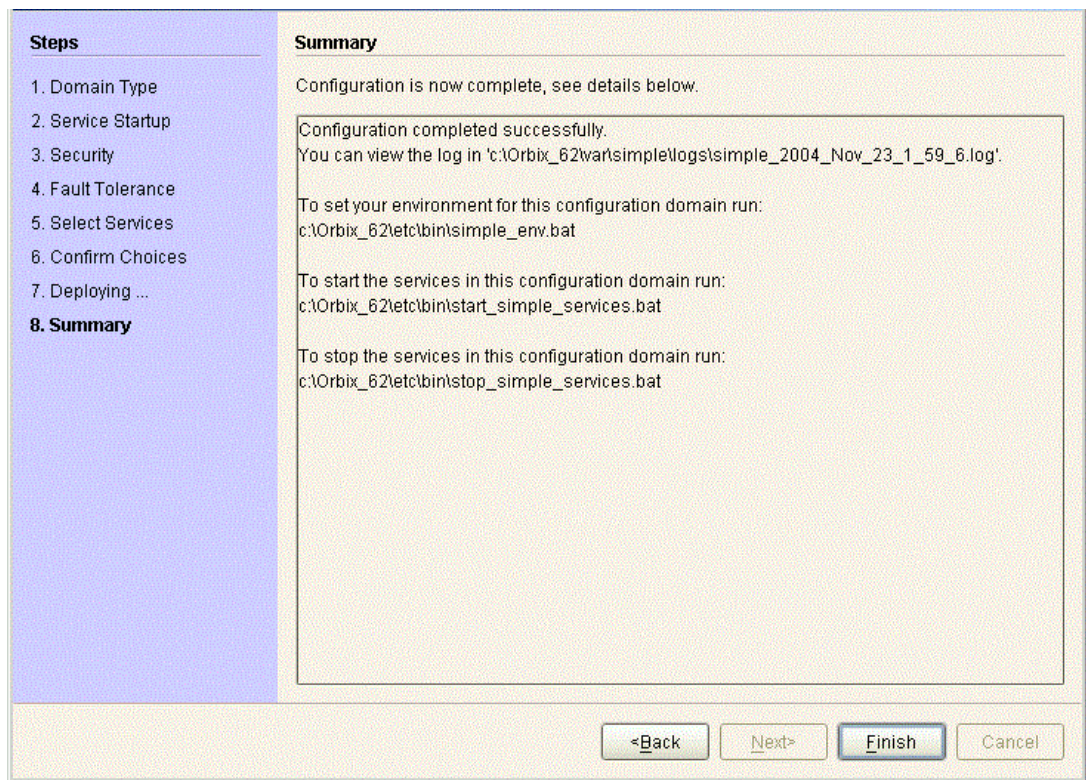 Steps
1. Domain Type
2. Service Startup
3. Security
4. Fault Tolerance
5. Select Services
6. Confirm Choices
7. Deploying ...
8. Summary
Summary
Configuration is now complete, see details below.
Configuration completed successfully.
You can view the log in 'c:\Orbix_62\var\simple\logs\simple_2004_Nov_23_1_59_6.log'.
To set your environment for this configuration domain run:
c:\Orbix_62\etc\bin\simple_env.bat
To start the services in this configuration domain run:
c:\Orbix_62\etc\bin\start_simple_services.bat
To stop the services in this configuration domain run:
c:\Orbix_62\etc\bin\stop_simple_services.bat
<Back
Next>
Finish
Cancel